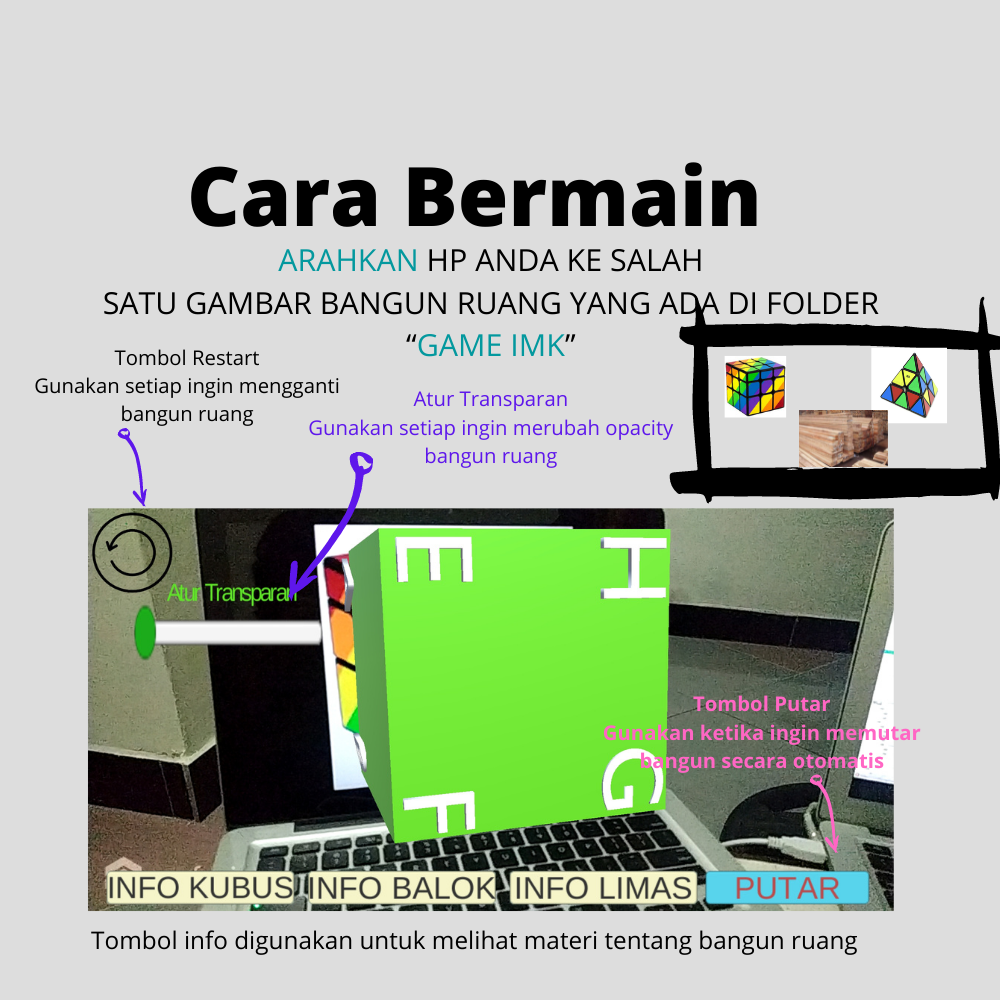 Cara Bermain
ARAHKAN HP ANDA KE SALAH
SATU GAMBAR BANGUN RUANG YANG ADA DI FOLDER
“GAME IMK”
Tombol Restart
Gunakan setiap ingin mengganti
bangun ruang
Atur Transparan
Gunakan setiap ingin merubah opacity
bangun ruang
Atur Transparan
E
H
F
G
Tombol Putar
Gunakan ketika ingin memutar
bangun secara otomatis
INFO KUBUS
INFO BALOK
INFO LIMAS
PUTAR
Tombol info digunakan untuk melihat materi tentang bangun ruang